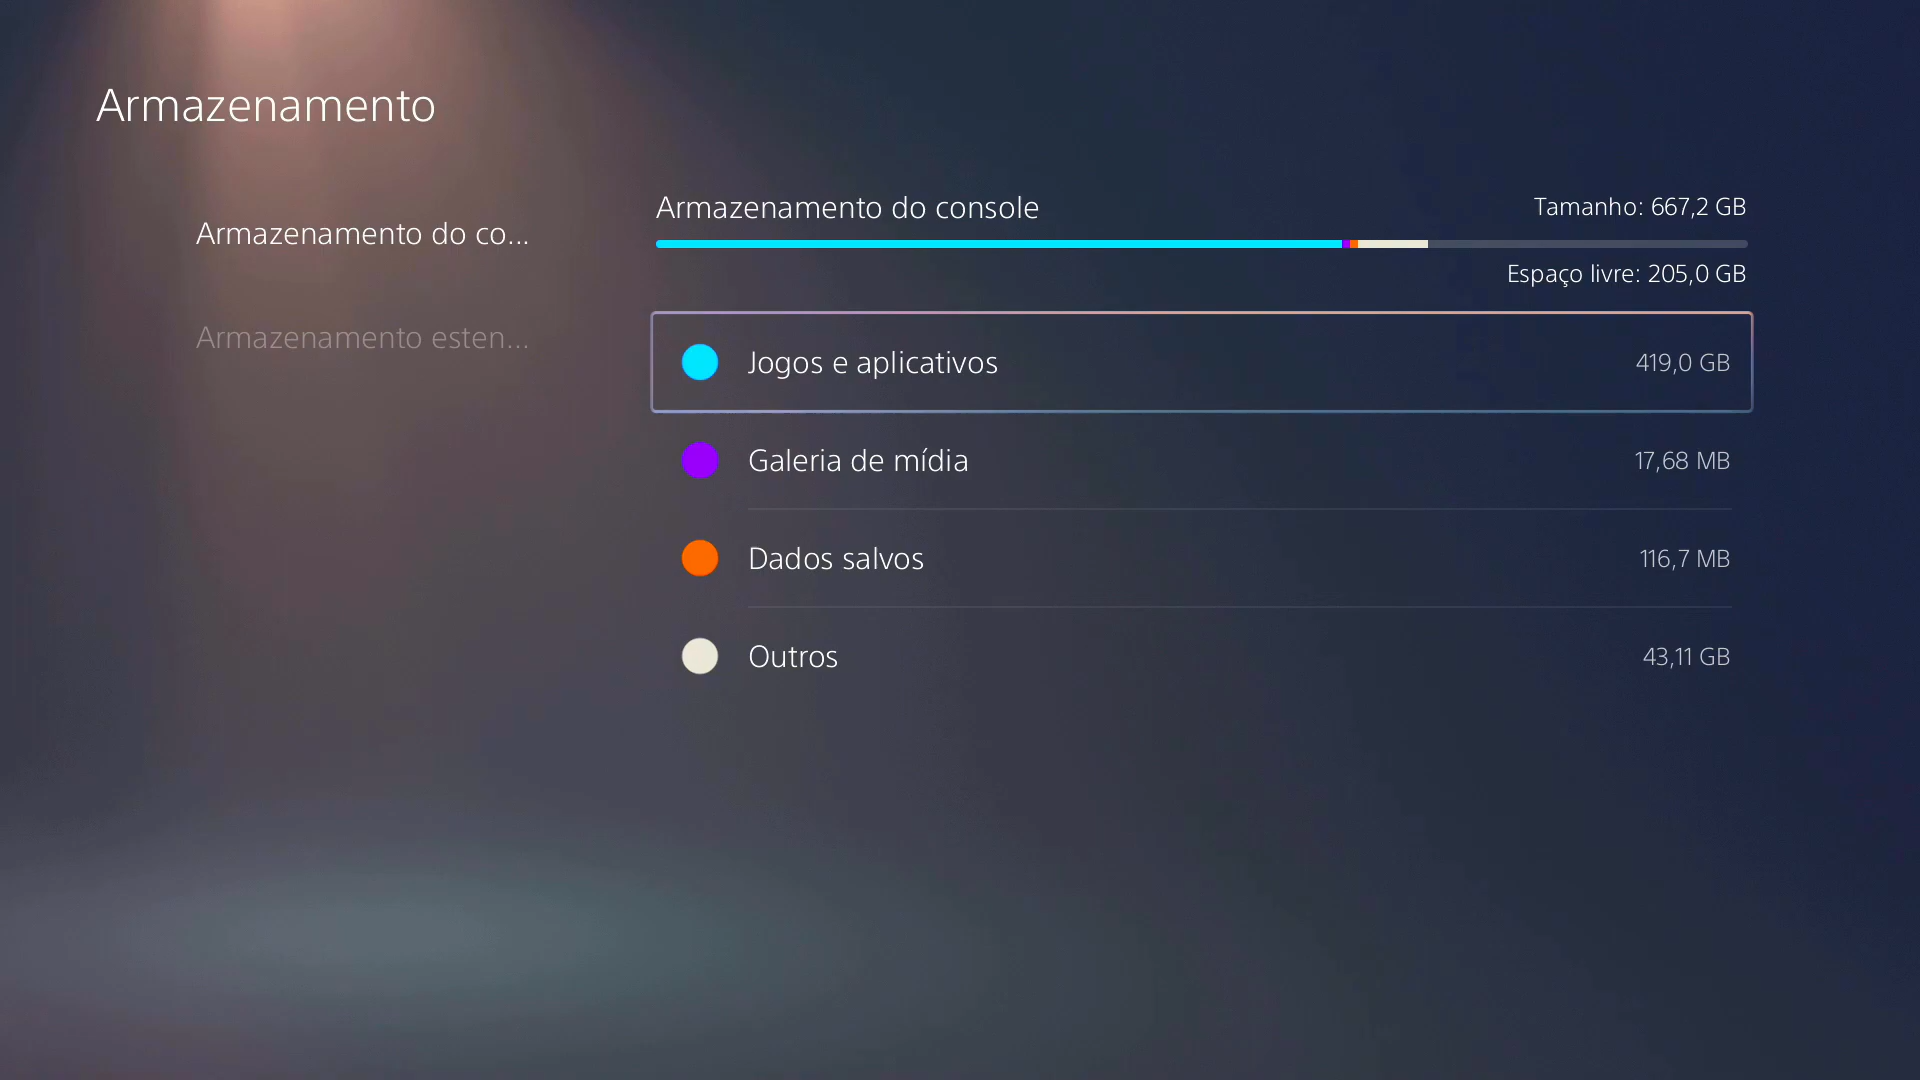 Armazenamento
Armazenamento do co...
Armazenamento esten...
Armazenamento do console
Tamanho: 667,2 GB
Espaço livre: 205,0 GB
Jogos e aplicativos 419,0 GB
Galeria de mídia 17,68 MB
Dados salvos 116,7 MB
Outros 43,11 GB